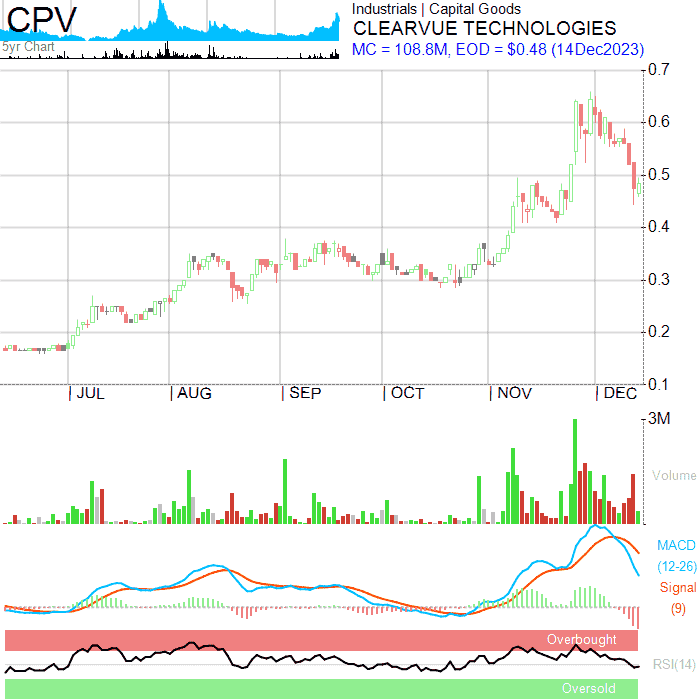 CPV
5yr Chart
Industrials | Capital Goods
CLEARVUE TECHNOLOGIES
MC = 108.8M, EOD = $0.48 (14Dec2023)
0.7
0.6
0.5
0.4
0.3
0.2
0.1
JUL AUG SEP OCT NOV DEC
3M
Volume
MACD
(12-26)
Signal
(9)
Overbought
RSI(14)
Oversold